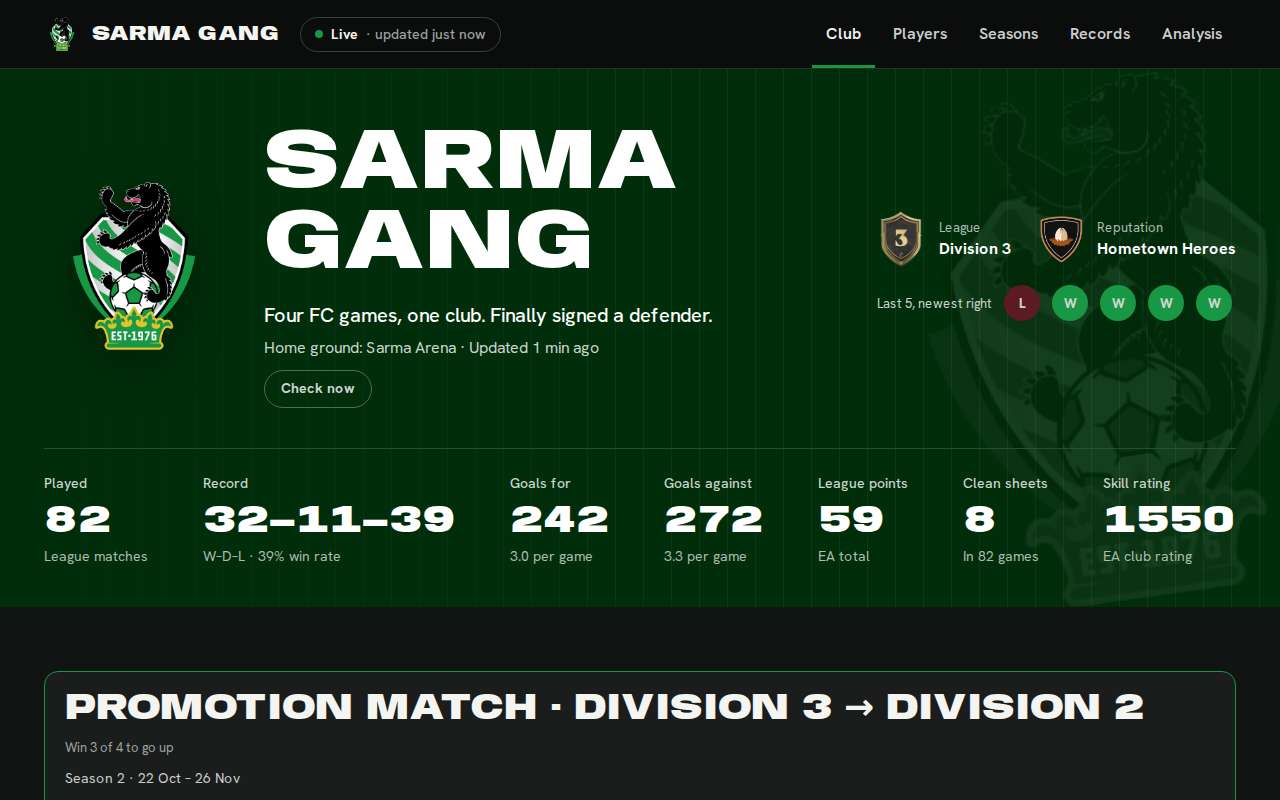 SARMA GANG
Live · updated just now
Club Players Seasons Records Analysis
SARMA
GANG
Four FC games, one club. Finally signed a defender.
Home ground: Sarma Arena · Updated 1 min ago
Check now
EST·1976
3
League
Division 3
Reputation
Hometown Heroes
Last 5, newest right L W W W W
Played
82
League matches
Record
32–11–39
W-D-L · 39% win rate
Goals for
242
3.0 per game
Goals against
272
3.3 per game
League points
59
EA total
Clean sheets
8
In 82 games
Skill rating
1550
EA club rating
EST·1976
PROMOTION MATCH · DIVISION 3 → DIVISION 2
Win 3 of 4 to go up
Season 2 · 22 Oct – 26 Nov